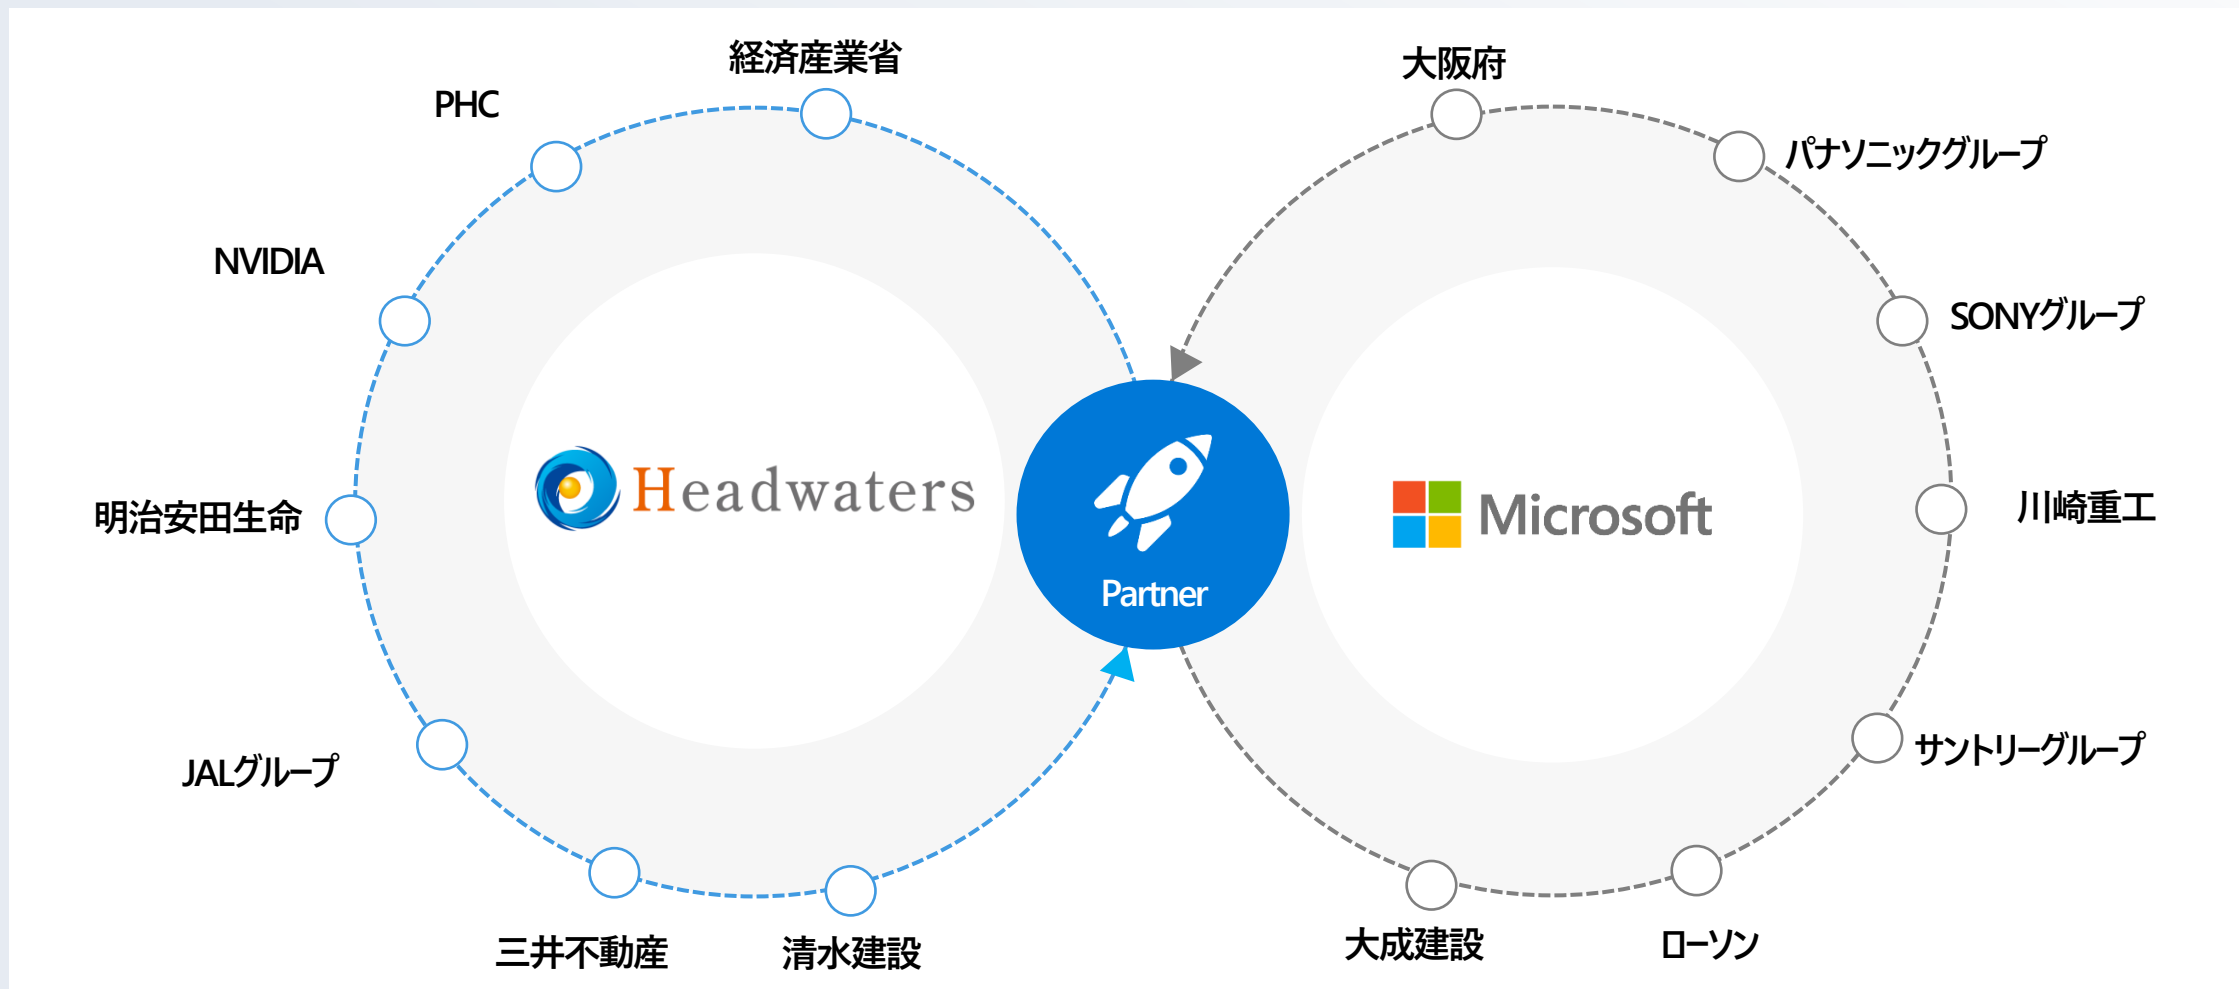 経済産業省
PHC
NVIDIA
明治安田生命
JALグループ
三井不動産
清水建設
Headwaters
Partner
Microsoft
大阪府
パナソニックグループ
SONYグループ
川崎重工
サントリーグループ
ローソン
大成建設